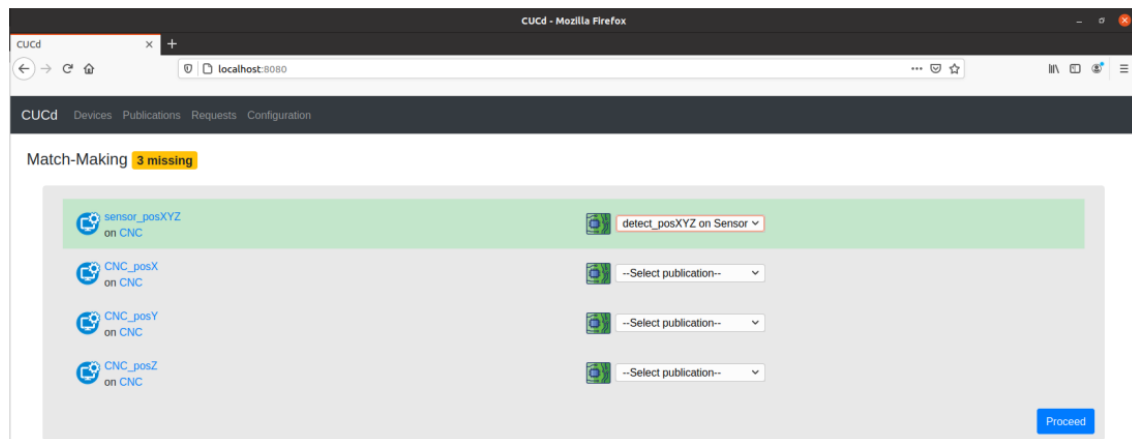 CUCd - Mozilla Firefox
CUCd
localhost:8080
CUCd Devices Publications Requests Configuration
Match-Making 3 missing
sensor_posXYZ
on CNC
detect_posXYZ on Sensor
CNC_posX
on CNC
--Select publication--
CNC_posY
on CNC
--Select publication--
CNC_posZ
on CNC
--Select publication--
Proceed